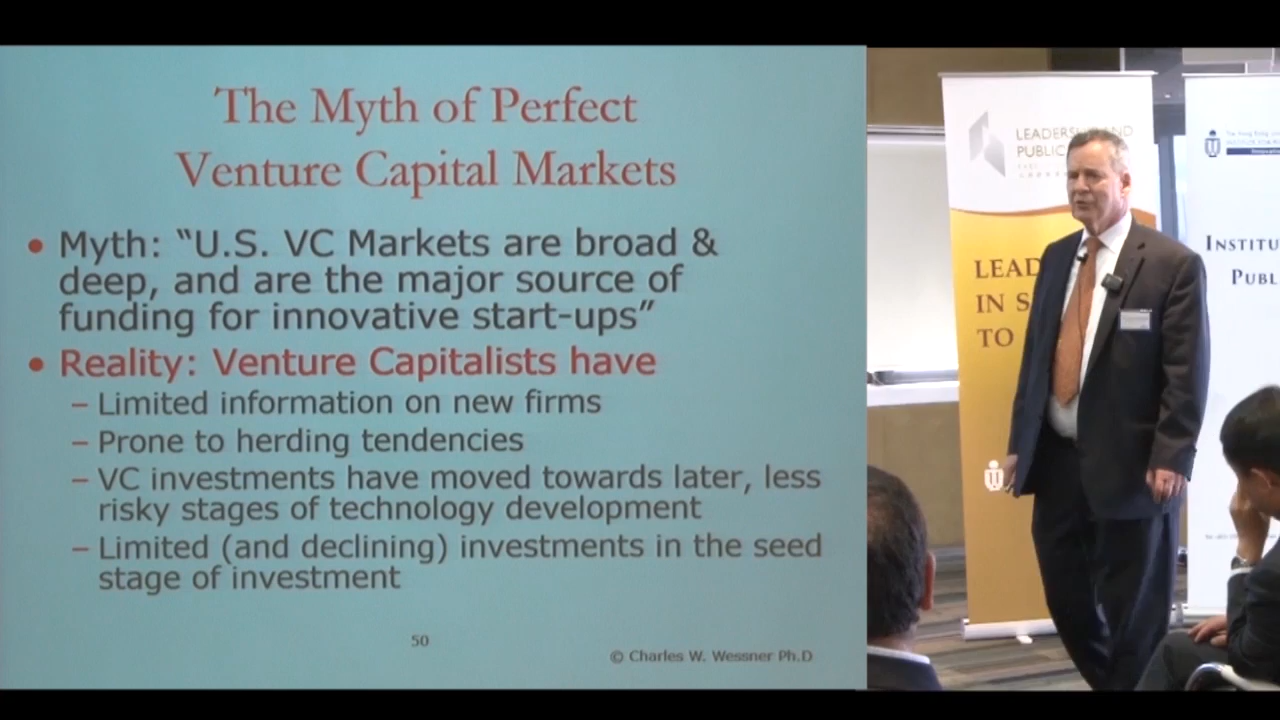 The Myth of Perfect
Venture Capital Markets
• Myth: “U.S. VC Markets are broad &
deep, and are the major source of
funding for innovative start-ups”
• Reality: Venture Capitalists have
– Limited information on new firms
– Prone to herding tendencies
– VC investments have moved towards later, less
risky stages of technology development
– Limited (and declining) investments in the seed
stage of investment
50
© Charles W. Wessner Ph.D
LEADERSHIP AND
PUBLIC
LEAD
IN S
TO
INSTITU
PUBL